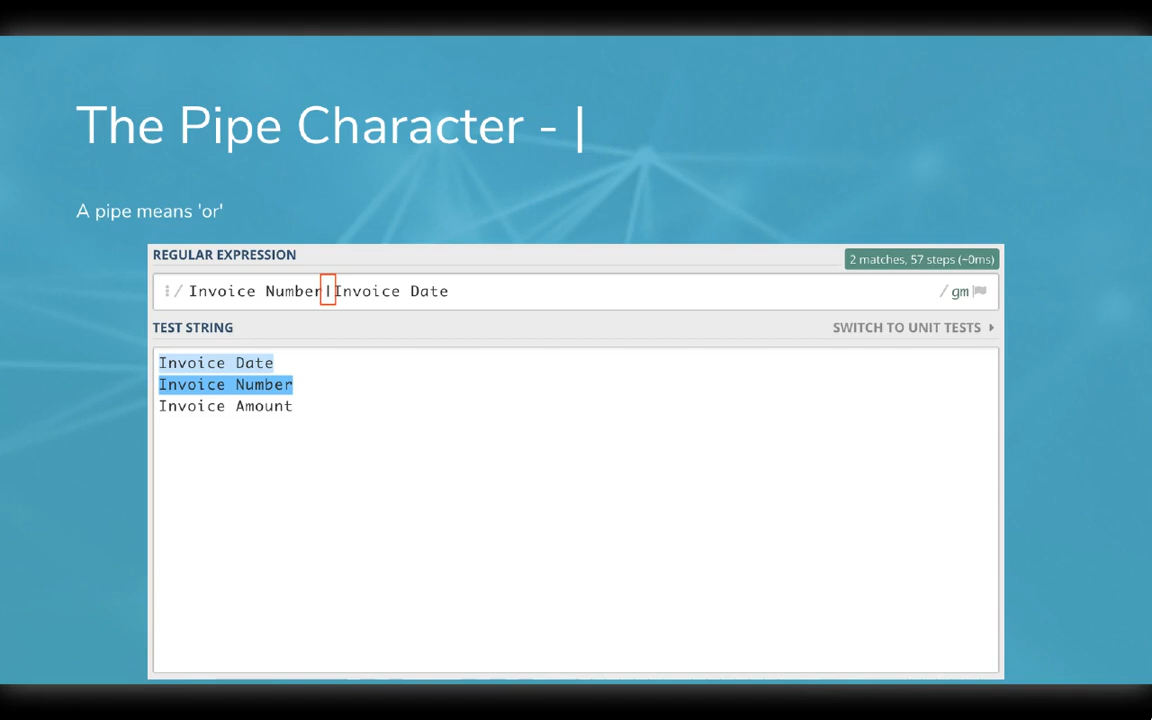 The Pipe Character - |
A pipe means 'or'
REGULAR EXPRESSION
2 matches, 57 steps (~0ms)
/ Invoice Number|Invoice Date
/ gm
TEST STRING
SWITCH TO UNIT TESTS
Invoice Date
Invoice Number
Invoice Amount